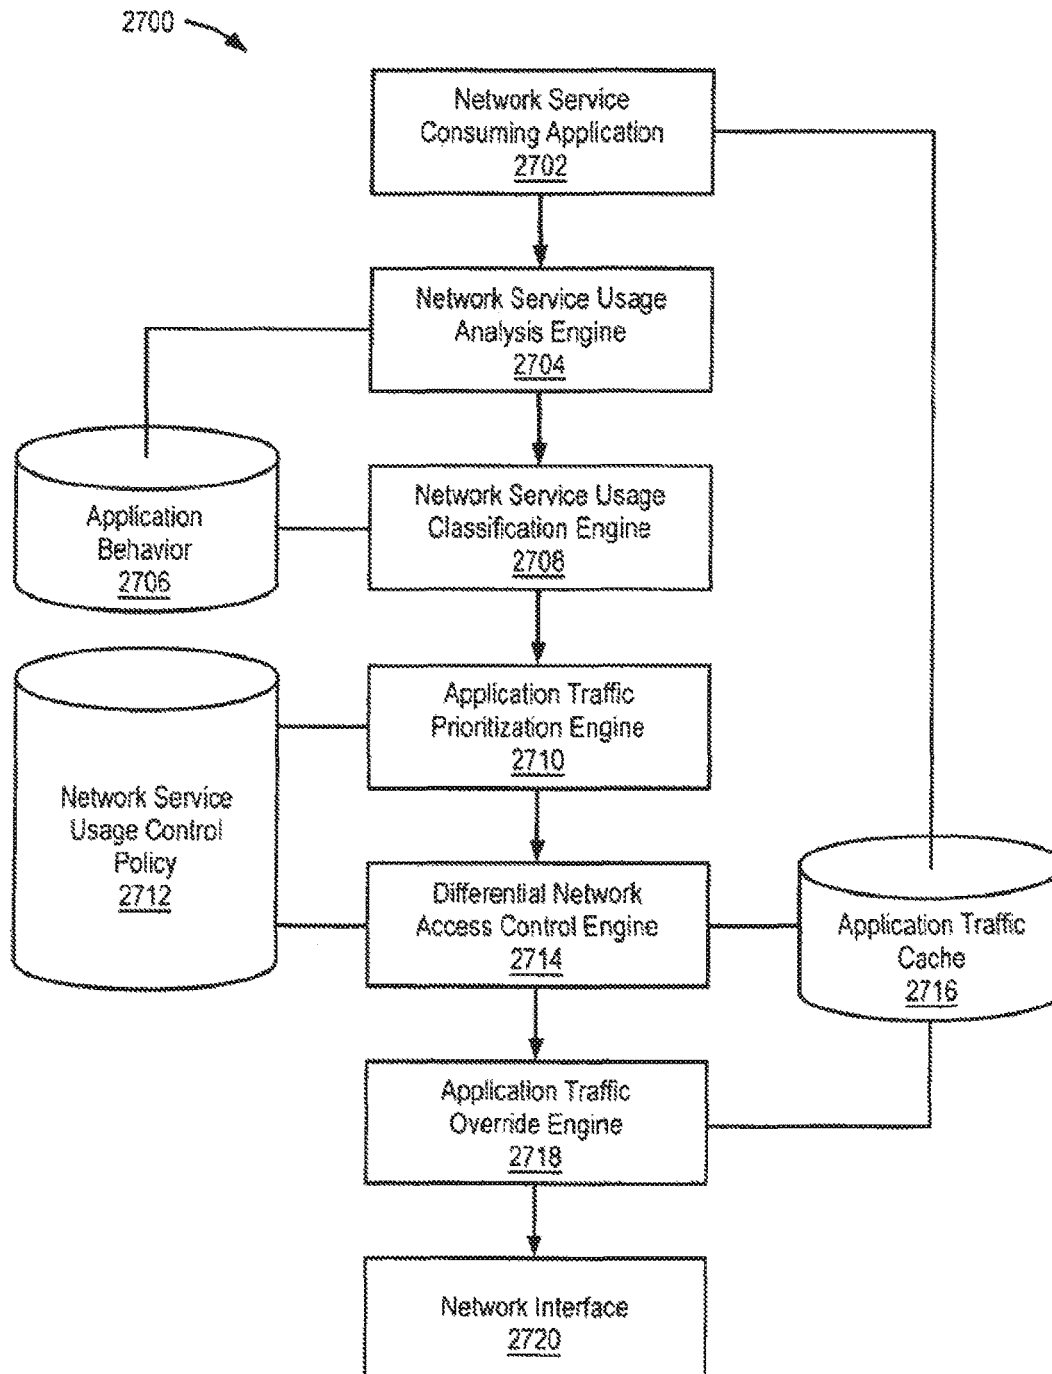 2700
Network Service
Consuming Application
2702
Network Service Usage
Analysis Engine
2704
Application
Behavior
2706
Network Service Usage
Classification Engine
2708
Application Traffic
Prioritization Engine
2710
Network Service
Usage Control
Policy
2712
Differential Network
Access Control Engine
2714
Application Traffic
Cache
2716
Application Traffic
Override Engine
2718
Network Interface
2720